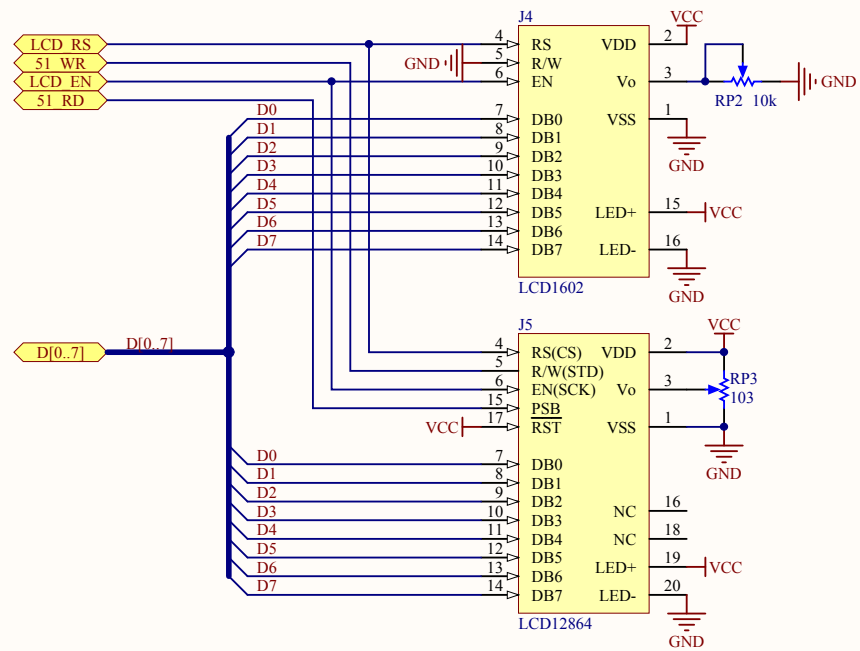 LCD_RS
51_WR
LCD_EN
51_RD
D[0..7]
D[0..7]
J4
4 RS VDD 2 VCC
GND 5 R/W
6 EN Vo 3 GND
RP2 10k
D0 7 DB0 VSS 1 GND
D1 8 DB1
D2 9 DB2
D3 10 DB3
D4 11 DB4
D5 12 DB5 LED+ 15 VCC
D6 13 DB6
D7 14 DB7 LED- 16 GND
LCD1602
J5
4 RS(CS) VDD 2 VCC
5 R/W(STD)
6 EN(SCK) Vo 3 RP3
103
15 PSB
VCC 17 RST VSS 1 GND
D0 7 DB0
D1 8 DB1
D2 9 DB2 NC 16
D3 10 DB3
D4 11 DB4 NC 18
D5 12 DB5 LED+ 19 VCC
D6 13 DB6
D7 14 DB7 LED- 20 GND
LCD12864